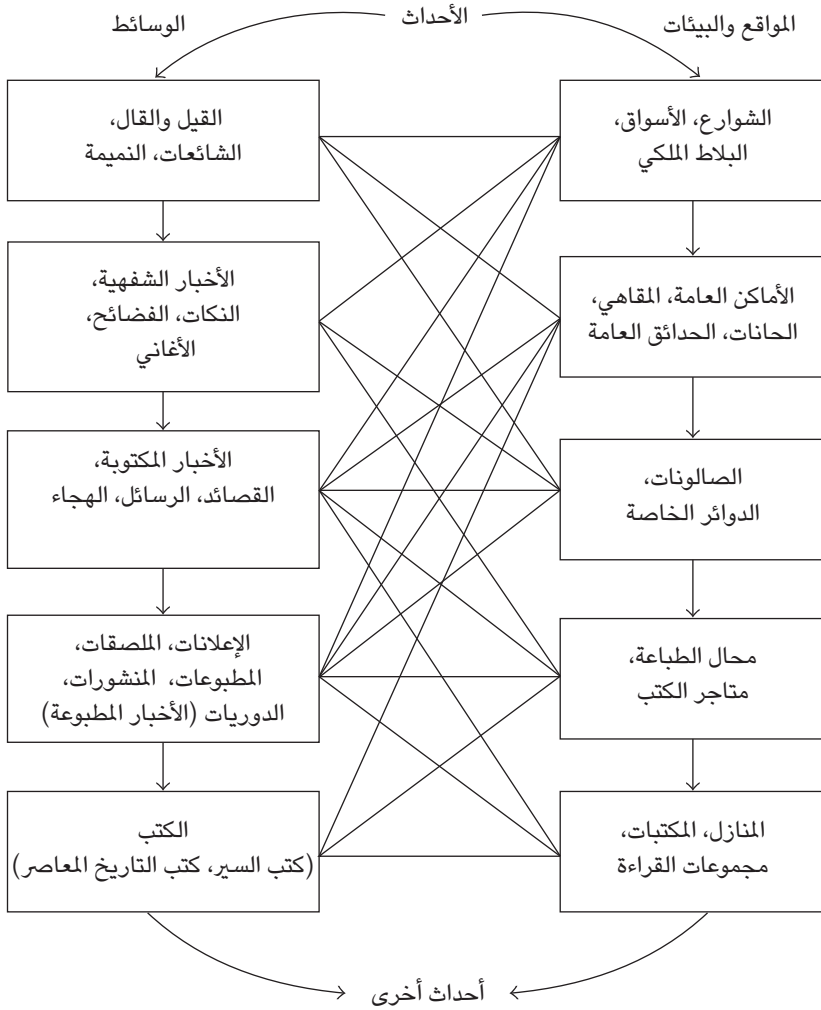 الأحداث
المواقع والبيئات
الوسائط
الشوارع، الأسواق،
البلاط الملكي
القيل والقال،
الشائعات، النميمة
الأماكن العامة، المقاهي،
الحانات، الحدائق العامة
الأخبار الشفهية،
النكات، الفضائح،
الأغاني
الصالونات،
الدوائر الخاصة
الأخبار المكتوبة،
القصائد، الرسائل، الهجاء
محال الطباعة،
متاجر الكتب
الإعلانات، الملصقات،
المطبوعات، المنشورات،
الدوريات (الأخبار المطبوعة)
المنازل، المكتبات،
مجموعات القراءة
الكتب
(كتب السير، كتب التاريخ المعاصر)
أحداث أخرى